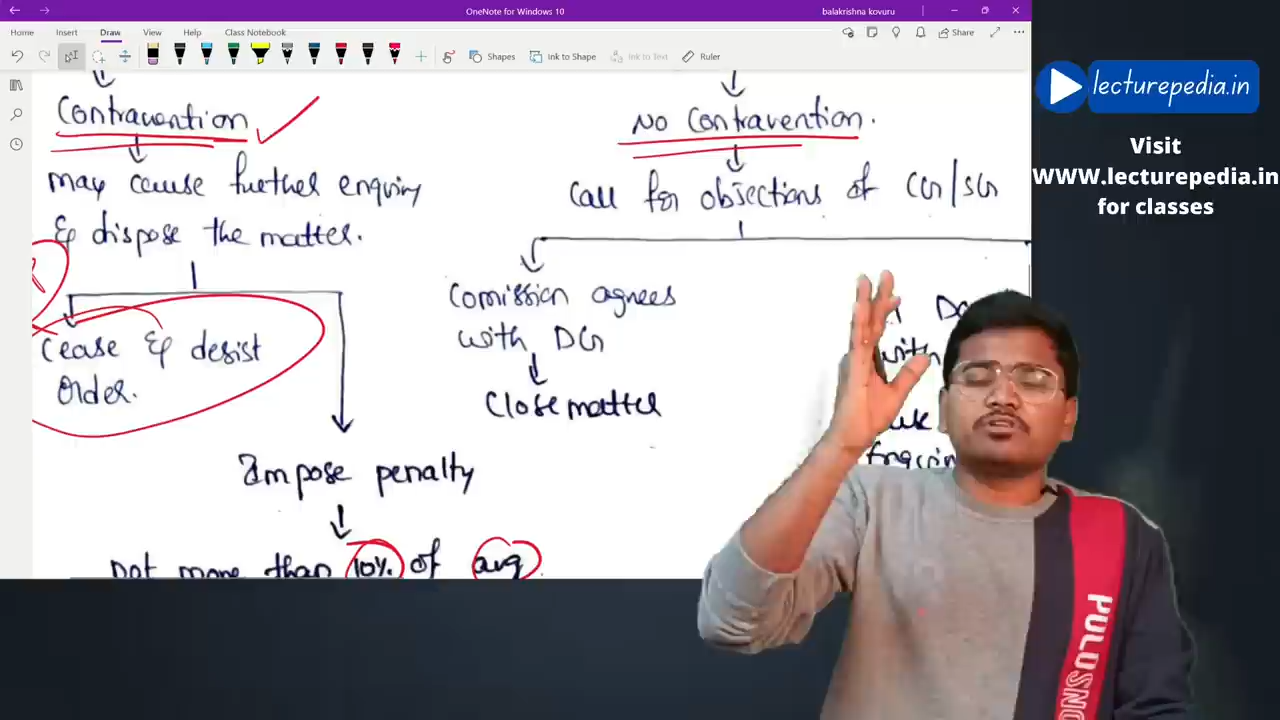 OneNote for Windows 10
balakrishna kovuru
Home Insert Draw View Help Class Notebook
Share
Shapes Ink to Shape Ink to Text Ruler
Contravention
may cause further enquiry
& dispose the matter.
Cease & desist
Order.
Impose penalty
not more than 10% of avg
No Contravention.
Call for objections of CG/SG
Comission agrees
with DG
Close matter
with
lecturepedia.in
Visit
WWW.lecturepedia.in
for classes
PULOSNO